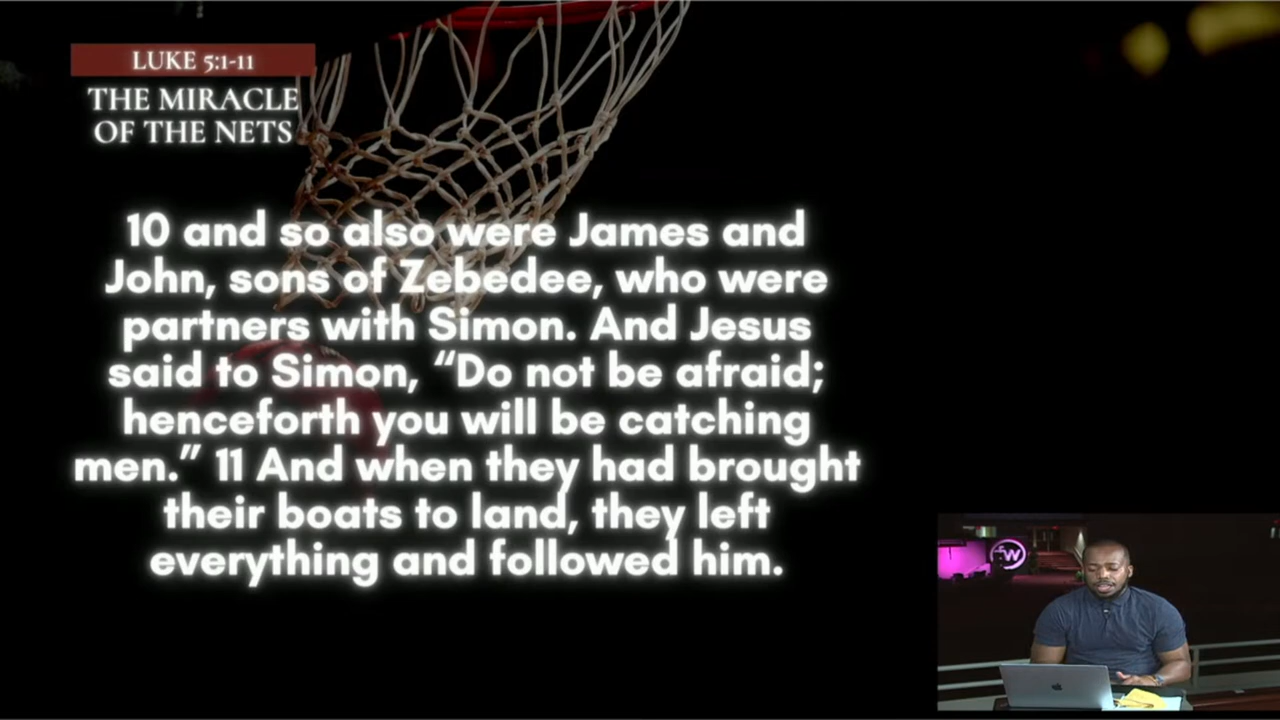 LUKE 5:1-11
THE MIRACLE
OF THE NETS
10 and so also were James and
John, sons of Zebedee, who were
partners with Simon. And Jesus
said to Simon, “Do not be afraid;
henceforth you will be catching
men.” 11 And when they had brought
their boats to land, they left
everything and followed him.
fw